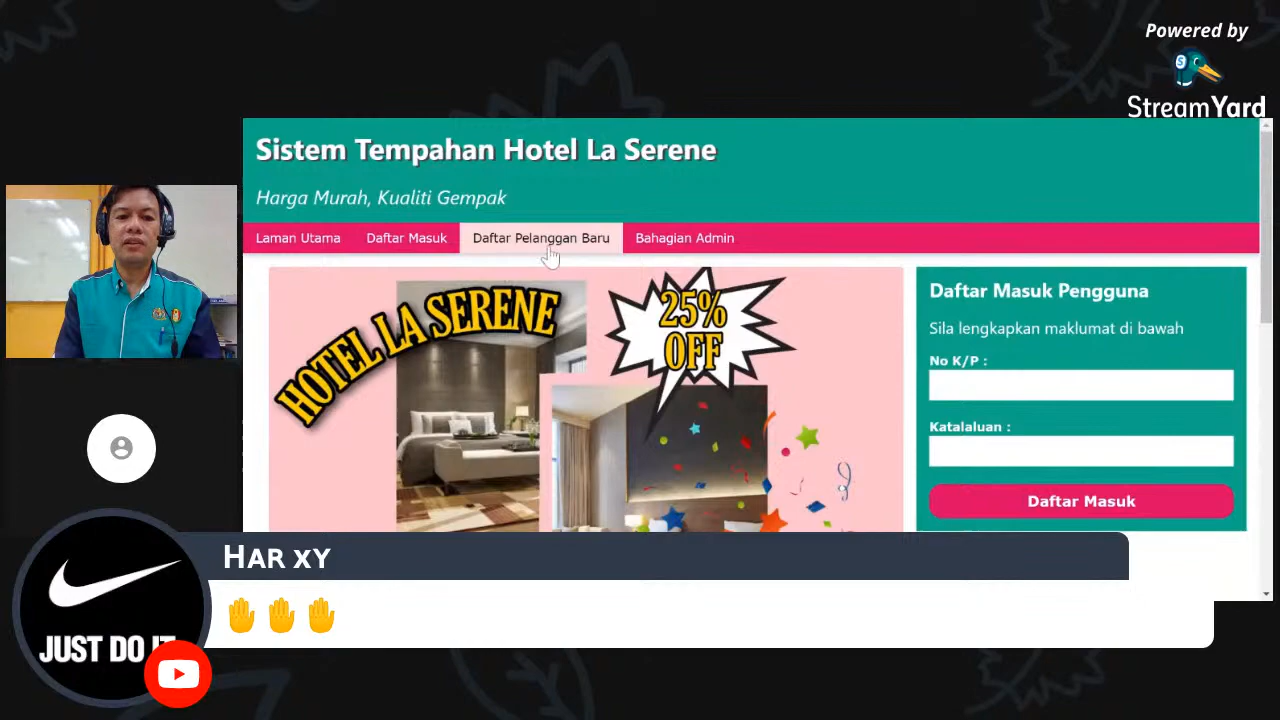 Powered by
StreamYard
Sistem Tempahan Hotel La Serene
Harga Murah, Kualiti Gempak
Laman Utama
Daftar Masuk
Daftar Pelanggan Baru
Bahagian Admin
HOTEL LA SERENE
25%
OFF
Daftar Masuk Pengguna
Sila lengkapkan maklumat di bawah
No K/P :
Katalaluan :
Daftar Masuk
HAR XY
✋ ✋ ✋
JUST DO IT